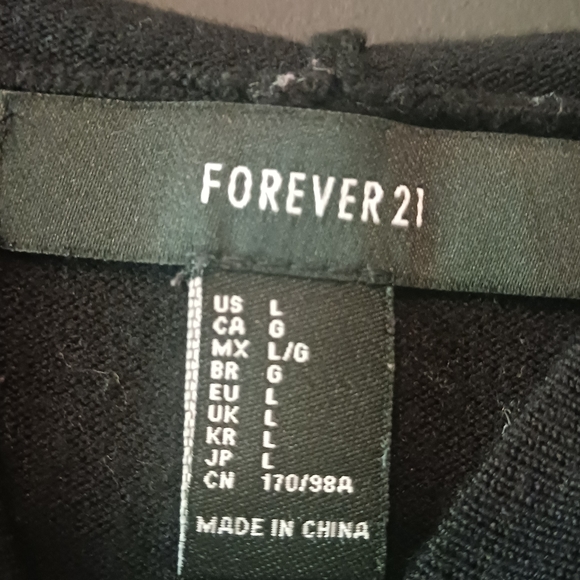 FOREVER 21
US L
CA G
MX L/G
BR G
EU L
UK L
KR L
JP L
CN 170/98A
MADE IN CHINA